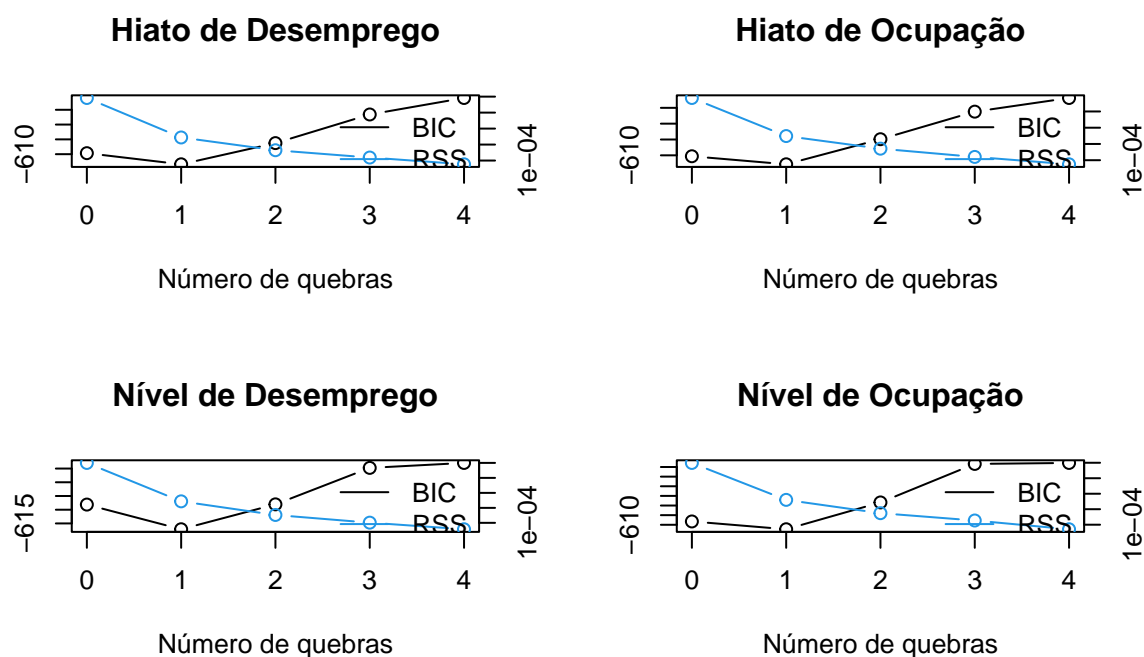 Hiato de Desemprego
−610
BIC
RSS
1e−04
0 1 2 3 4
Número de quebras
Hiato de Ocupação
−610
BIC
RSS
1e−04
0 1 2 3 4
Número de quebras
Nível de Desemprego
−615
BIC
RSS
1e−04
0 1 2 3 4
Número de quebras
Nível de Ocupação
−610
BIC
RSS
1e−04
0 1 2 3 4
Número de quebras